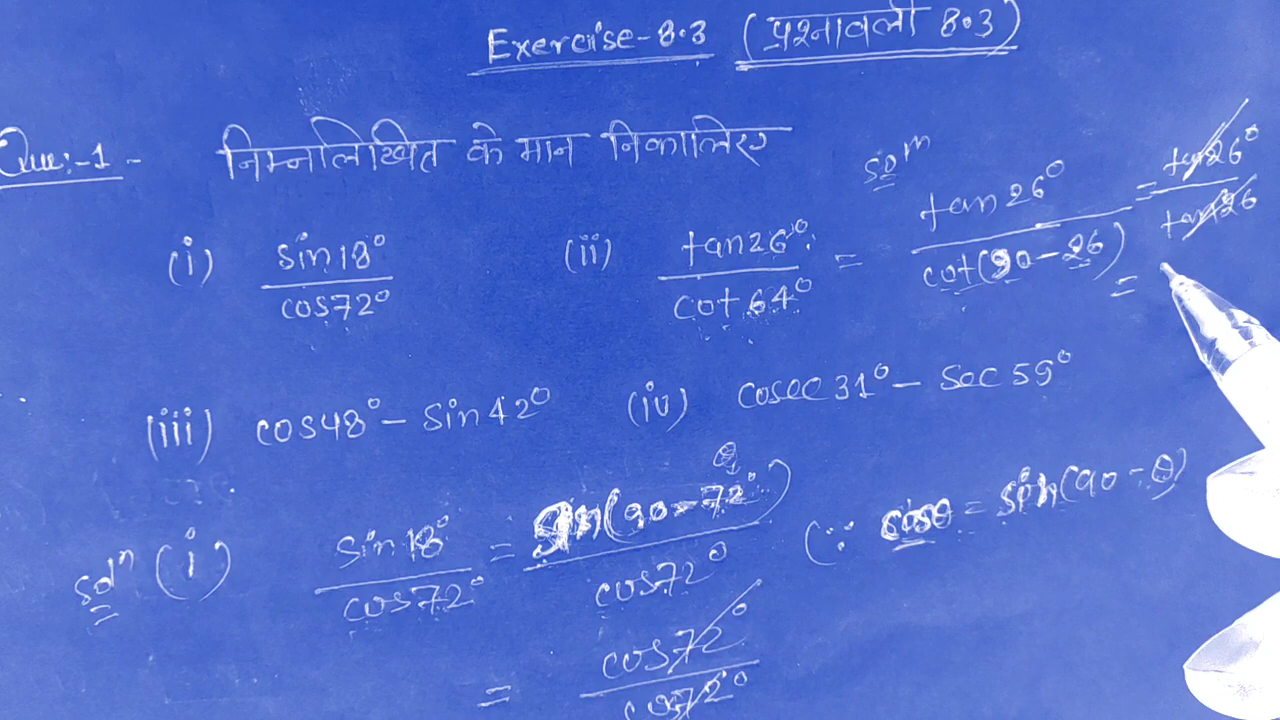 Exercise-8.3 (प्रश्नावली 8.3)
Que:-1- निम्नलिखित के मान निकालिए
(i) sin18°/cos72° (ii) tan26°/cot64° = solⁿ tan26°/cot(90-26) = tan26°/tan26
=
(iii) cos48° - sin42° (iv) cosec31° - sec59°
solⁿ (i) sin18°/cos72° = sin(90-72°)/cos72° (∵ cosθ = sin(90-θ)
θ
= cos72°/cos72°